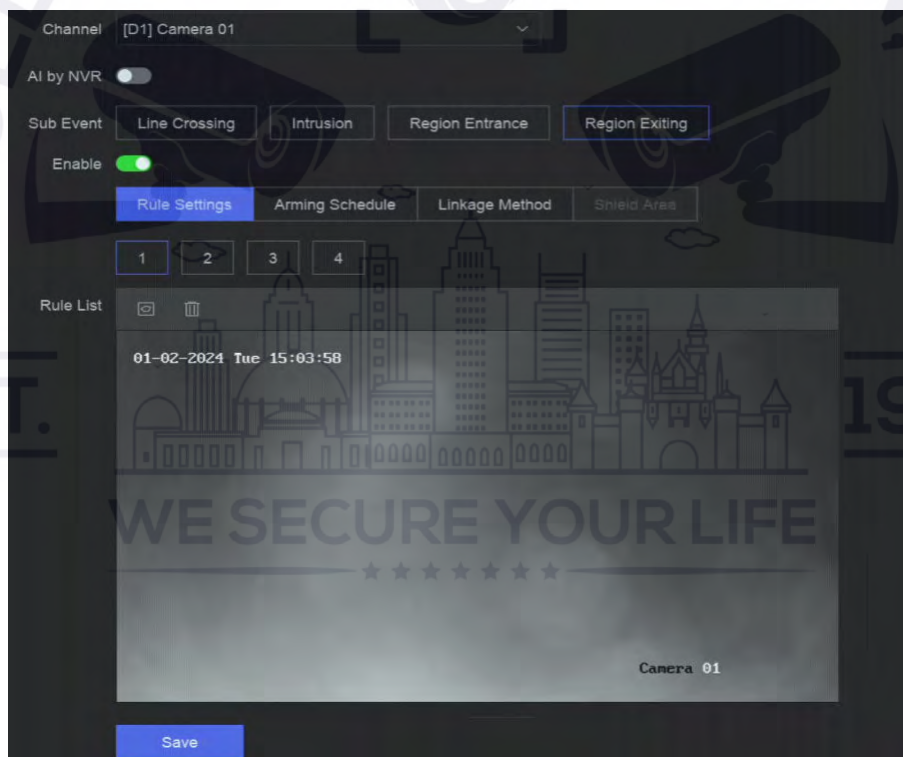 Channel [D1] Camera 01
AI by NVR
Sub Event Line Crossing Intrusion Region Entrance Region Exiting
Enable
Rule Settings Arming Schedule Linkage Method Shield Area
1 2 3 4
Rule List
01-02-2024 Tue 15:03:58
T. 19
WE SECURE YOUR LIFE
Camera 01
Save